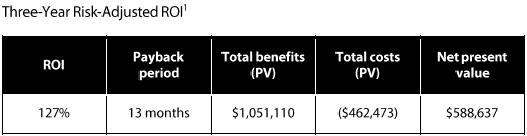 Three-Year Risk-Adjusted ROI¹
ROI
Payback
period
Total benefits
(PV)
Total costs
(PV)
Net present
value
127%
13 months
$1,051,110
($462,473)
$588,637